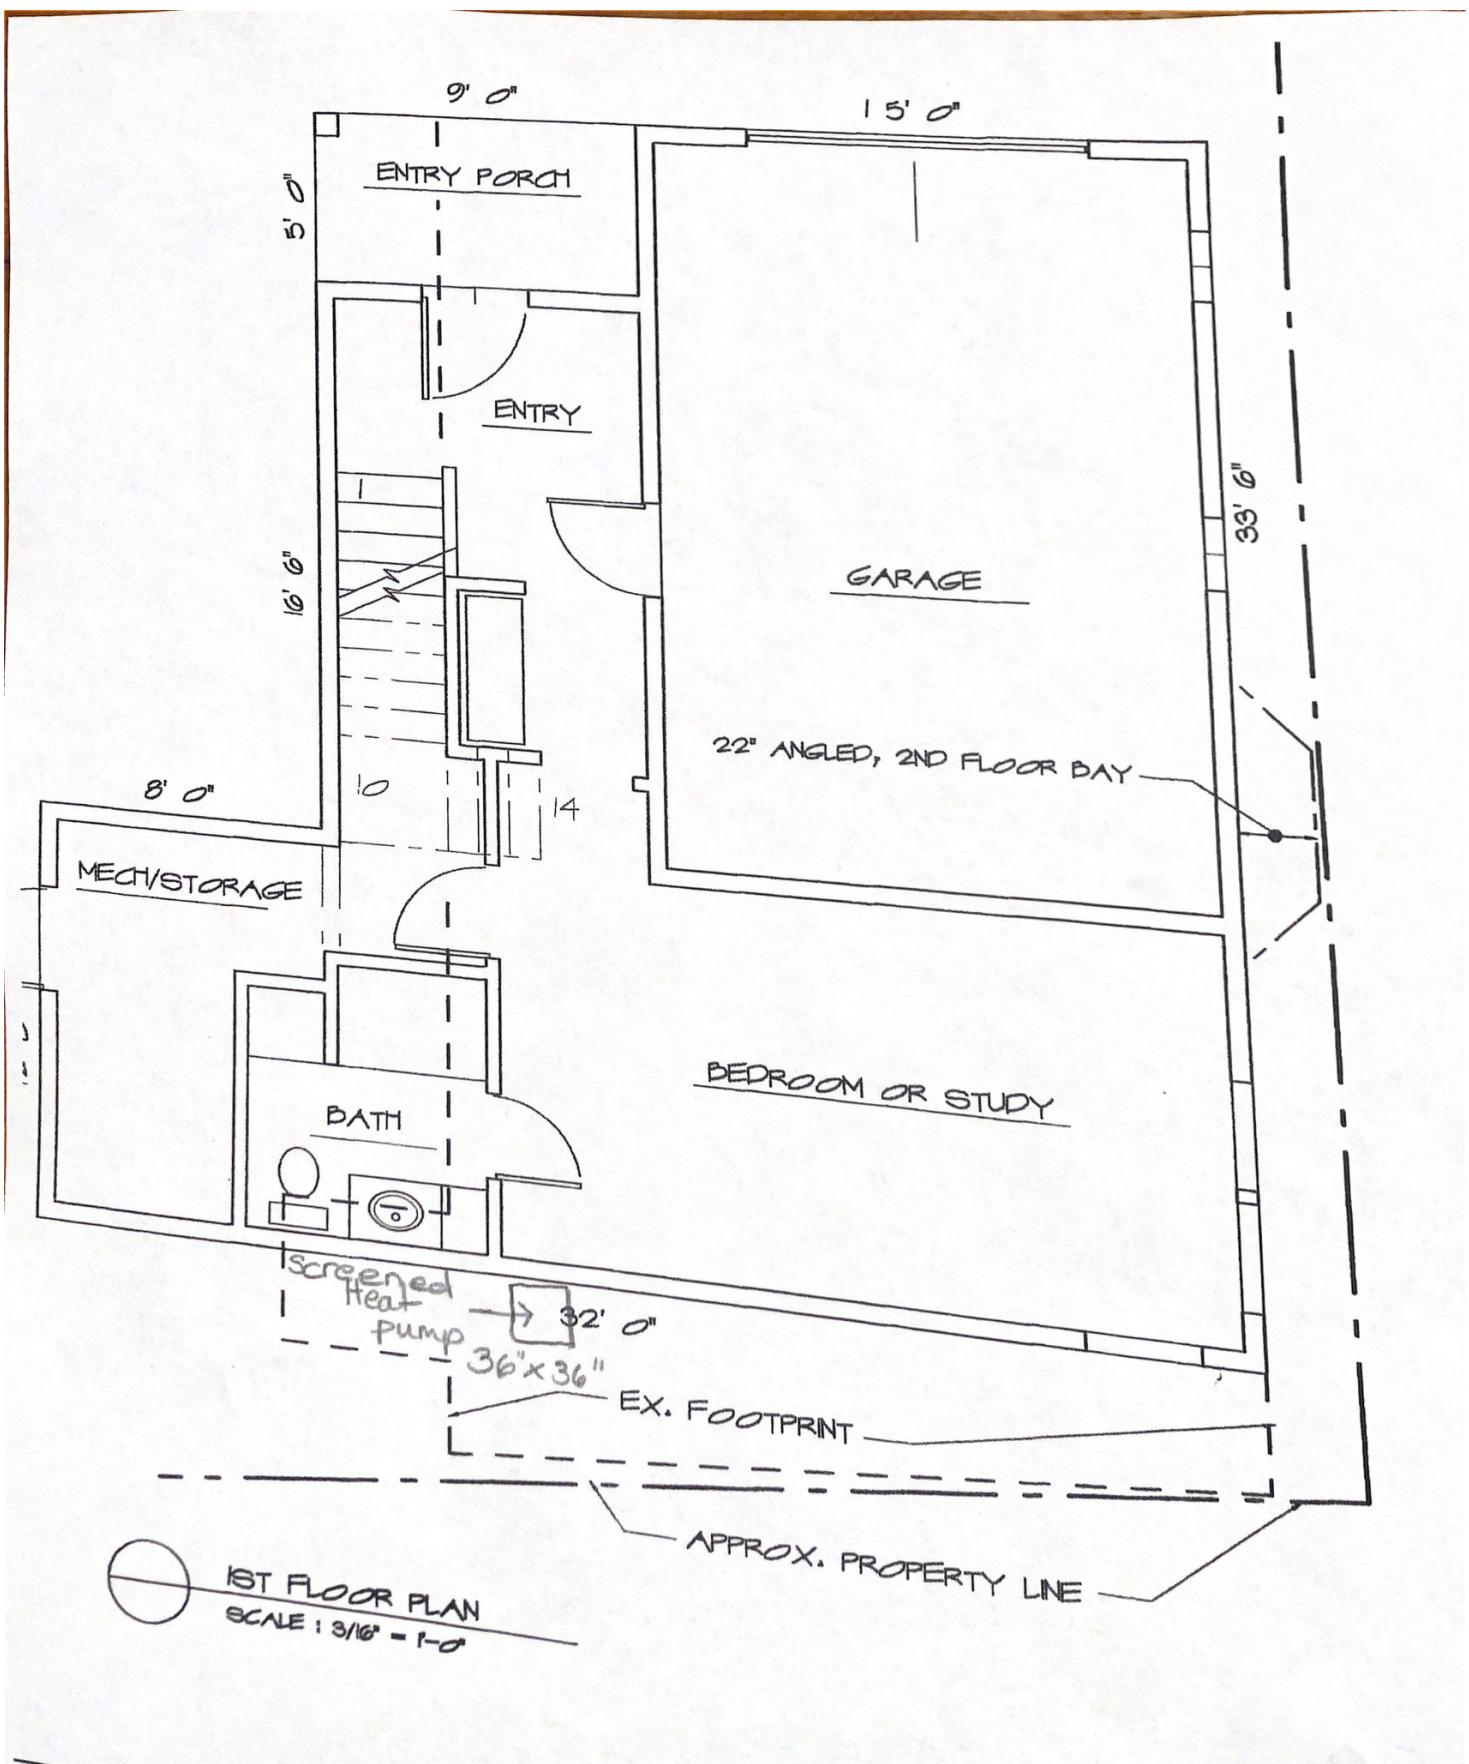 9' 0"
15' 0"
ENTRY PORCH
5' 0"
ENTRY
1
33' 6"
16' 6"
GARAGE
22" ANGLED, 2ND FLOOR BAY
8' 0"
10
14
MECH/STORAGE
BEDROOM OR STUDY
BATH
Screened
Heat
pump
32' 0"
36"x36"
EX. FOOTPRINT
APPROX. PROPERTY LINE
1ST FLOOR PLAN
SCALE : 3/16" = 1'-0"